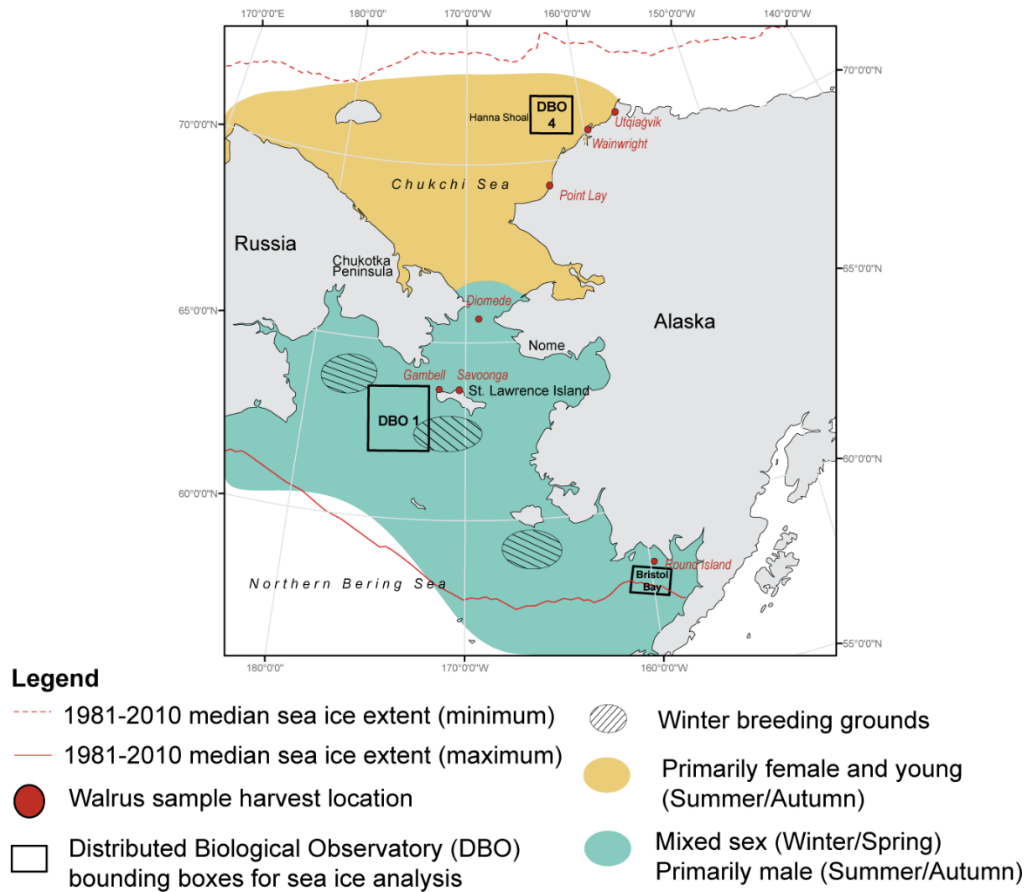 170°0'0"E
180°0'0"
170°0'0"W
160°0'0"W
150°0'0"W
140°0'0"W
70°0'0"N
70°0'0"N
65°0'0"N
65°0'0"N
60°0'0"N
60°0'0"N
55°0'0"N
180°0'0"
170°0'0"W
160°0'0"W
Hanna Shoal
DBO
4
Utqiaġvik
Wainwright
Chukchi Sea
Point Lay
Russia
Chukotka
Peninsula
Diomede
Alaska
Nome
Gambell
Savoonga
St. Lawrence Island
DBO 1
Round Island
Bristol
Bay
Northern Bering Sea
Legend
1981-2010 median sea ice extent (minimum)
1981-2010 median sea ice extent (maximum)
Walrus sample harvest location
Distributed Biological Observatory (DBO)
bounding boxes for sea ice analysis
Winter breeding grounds
Primarily female and young
(Summer/Autumn)
Mixed sex (Winter/Spring)
Primarily male (Summer/Autumn)